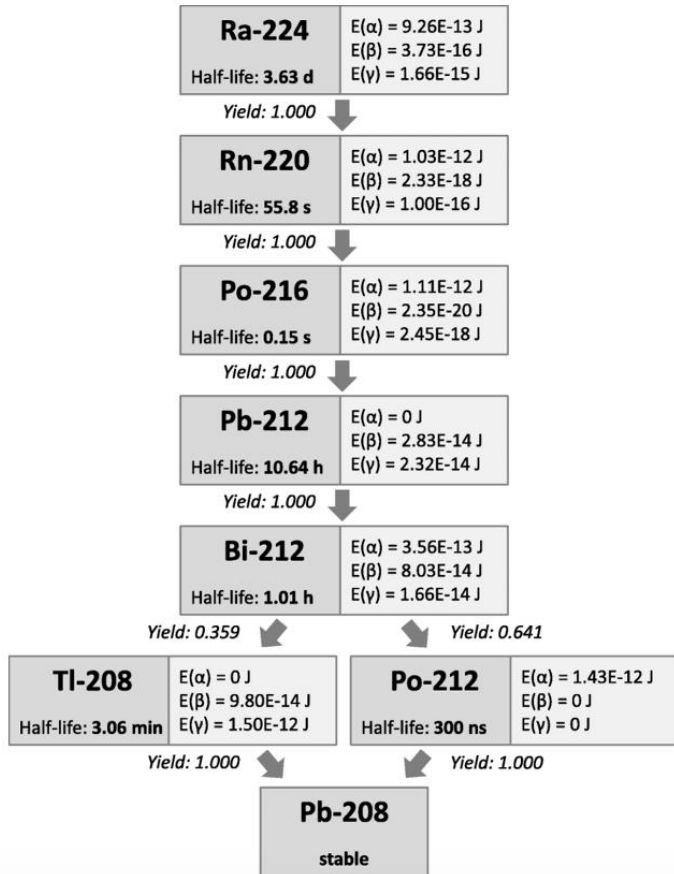 Ra-224
Half-life: 3.63 d
E(α) = 9.26E-13 J
E(β) = 3.73E-16 J
E(γ) = 1.66E-15 J
Yield: 1.000
Rn-220
Half-life: 55.8 s
E(α) = 1.03E-12 J
E(β) = 2.33E-18 J
E(γ) = 1.00E-16 J
Yield: 1.000
Po-216
Half-life: 0.15 s
E(α) = 1.11E-12 J
E(β) = 2.35E-20 J
E(γ) = 2.45E-18 J
Yield: 1.000
Pb-212
Half-life: 10.64 h
E(α) = 0 J
E(β) = 2.83E-14 J
E(γ) = 2.32E-14 J
Yield: 1.000
Bi-212
Half-life: 1.01 h
E(α) = 3.56E-13 J
E(β) = 8.03E-14 J
E(γ) = 1.66E-14 J
Yield: 0.359
Yield: 0.641
Tl-208
Half-life: 3.06 min
E(α) = 0 J
E(β) = 9.80E-14 J
E(γ) = 1.50E-12 J
Po-212
Half-life: 300 ns
E(α) = 1.43E-12 J
E(β) = 0 J
E(γ) = 0 J
Yield: 1.000
Yield: 1.000
Pb-208
stable